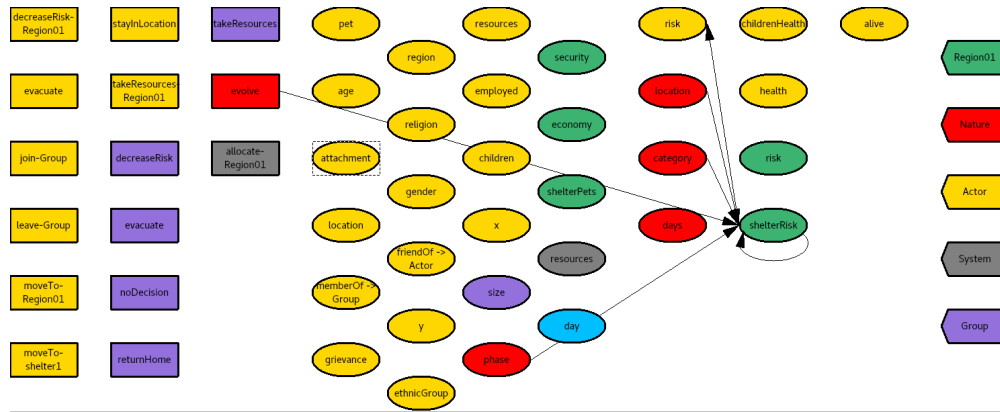 decreaseRisk-
Region01
stayInLocation
takeResources
pet
resources
risk
childrenHealth
alive
region
security
Region01
evacuate
takeResources-
Region01
evolve
age
employed
location
health
religion
economy
Nature
join-Group
decreaseRisk
allocate-
Region01
attachment
children
category
risk
gender
shelterPets
Actor
leave-Group
evacuate
location
x
days
shelterRisk
friendOf ->
Actor
resources
System
moveTo-
Region01
noDecision
memberOf ->
Group
size
y
day
Group
moveTo-
shelter1
returnHome
grievance
phase
ethnicGroup